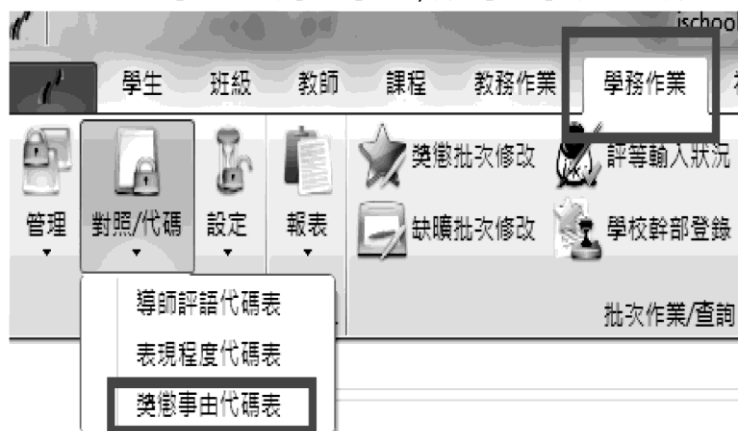 ischool
學生 班級 教師 課程 教務作業 學務作業
管理 對照/代碼 設定 報表 獎懲批次修改 評等輸入狀況
缺曠批次修改 學校幹部登錄
批次作業/查詢
導師評語代碼表
表現程度代碼表
獎懲事由代碼表